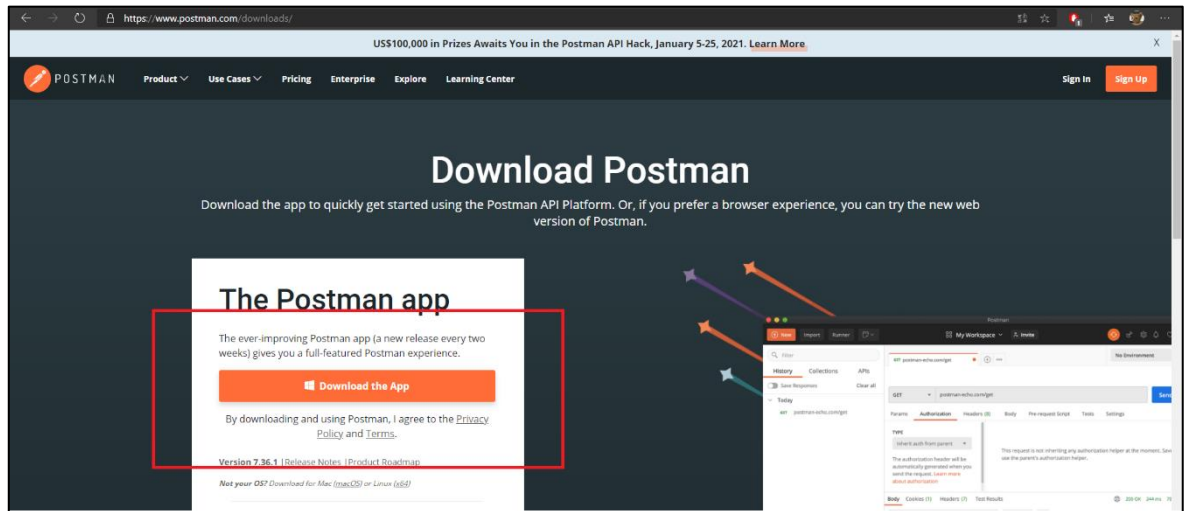 https://www.postman.com/downloads/
US$100,000 in Prizes Awaits You in the Postman API Hack, January 5-25, 2021. Learn More
X
POSTMAN Product Use Cases Pricing Enterprise Explore Learning Center Sign In Sign Up
Download Postman
Download the app to quickly get started using the Postman API Platform. Or, if you prefer a browser experience, you can try the new web
version of Postman.
The Postman app
The ever-improving Postman app (a new release every two
weeks) gives you a full-featured Postman experience.
Download the App
By downloading and using Postman, I agree to the Privacy
Policy and Terms.
Version 7.36.1 | Release Notes | Product Roadmap
Not your OS? Download for Mac (macOS) or Linux (x64)
Postman
New Import Runner My Workspace Invite
Filter
History Collections APIs
Save Responses Clear all
Today
GET postman-echo.com/get
GET postman-echo.com/get No Environment
GET postman-echo.com/get Send
Params Authorization Headers (8) Body Pre-request Script Tests Settings
TYPE
Inherit auth from parent
The authorization header will be
automatically generated when you
send the request. Learn more
about authorization
This request is not inheriting any authorization helper at the moment. Save
use the parent's authorization helper.
Body Cookies (1) Headers (7) Test Results 200 OK 244 ms